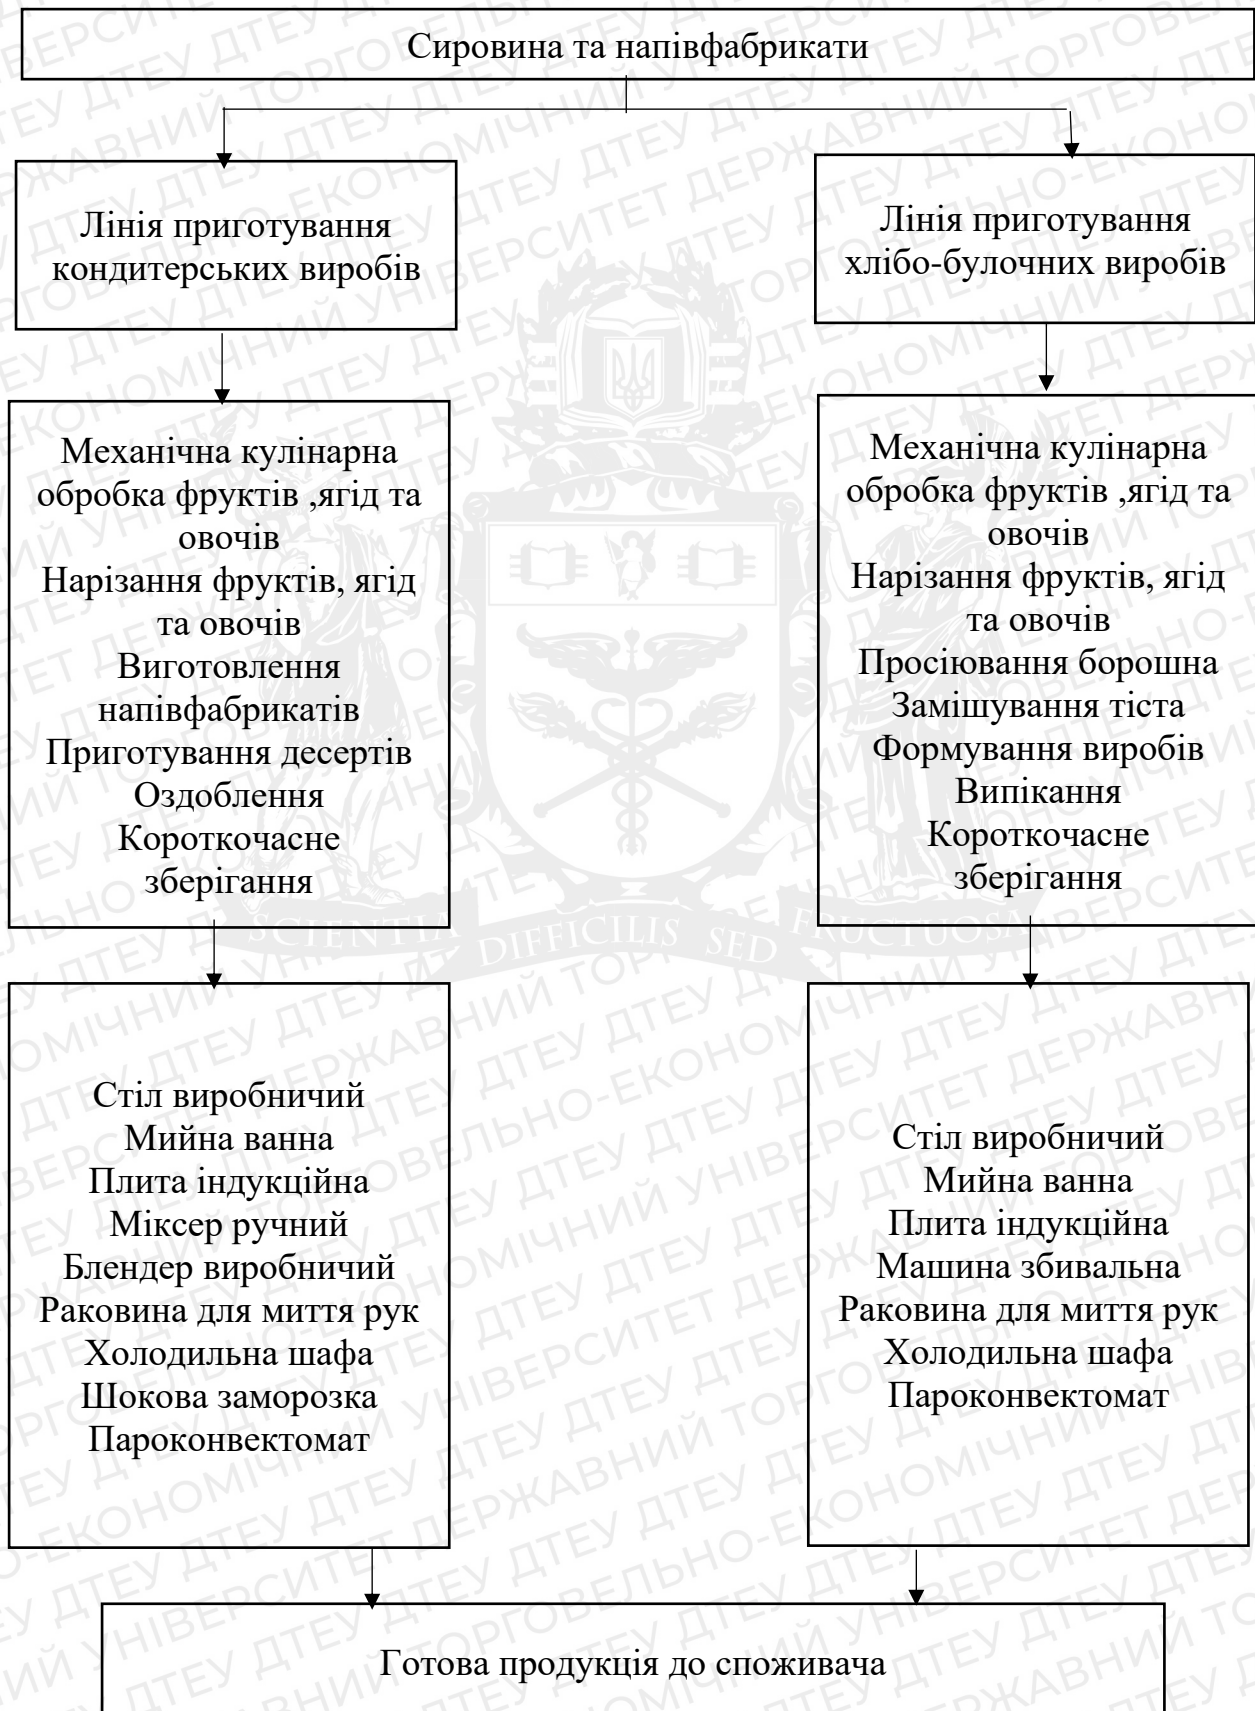 Сировина та напівфабрикати
Лінія приготування
кондитерських виробів
Лінія приготування
хлібо-булочних виробів
Механічна кулінарна
обробка фруктів ,ягід та
овочів
Нарізання фруктів, ягід
та овочів
Виготовлення
напівфабрикатів
Приготування десертів
Оздоблення
Короткочасне
зберігання
Механічна кулінарна
обробка фруктів ,ягід та
овочів
Нарізання фруктів, ягід
та овочів
Просіювання борошна
Замішування тіста
Формування виробів
Випікання
Короткочасне
зберігання
SCIENTIA DIFFICILIS SED FRUCTUOSA
Стіл виробничий
Мийна ванна
Плита індукційна
Міксер ручний
Блендер виробничий
Раковина для миття рук
Холодильна шафа
Шокова заморозка
Пароконвектомат
Стіл виробничий
Мийна ванна
Плита індукційна
Машина збивальна
Раковина для миття рук
Холодильна шафа
Пароконвектомат
Готова продукція до споживача